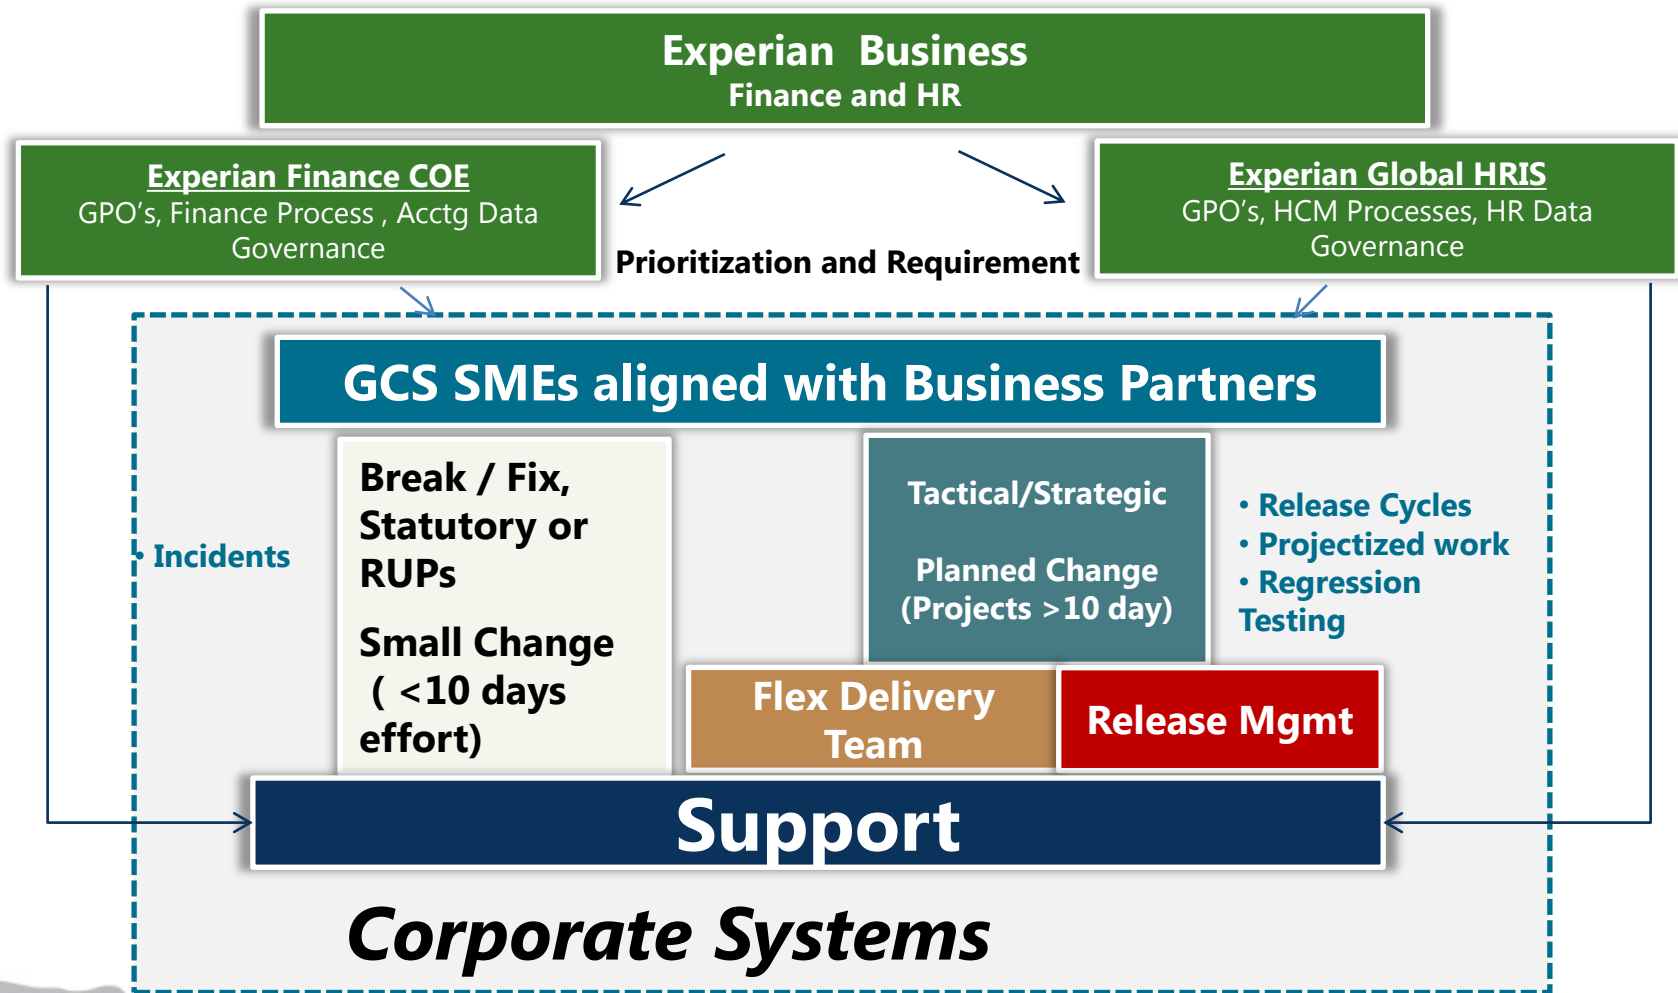 Experian  Business
Finance and HR
Experian Finance COE
GPO's, Finance Process , Acctg Data
Governance
Experian Global HRIS
GPO's, HCM Processes, HR Data
Governance
Prioritization and Requirement
GCS SMEs aligned with Business Partners
• Incidents
Break / Fix,
Statutory or
RUPs
Small Change
( <10 days
effort)
Tactical/Strategic
Planned Change
(Projects >10 day)
• Release Cycles
• Projectized work
• Regression
Testing
Flex Delivery
Team
Release Mgmt
Support
Corporate Systems